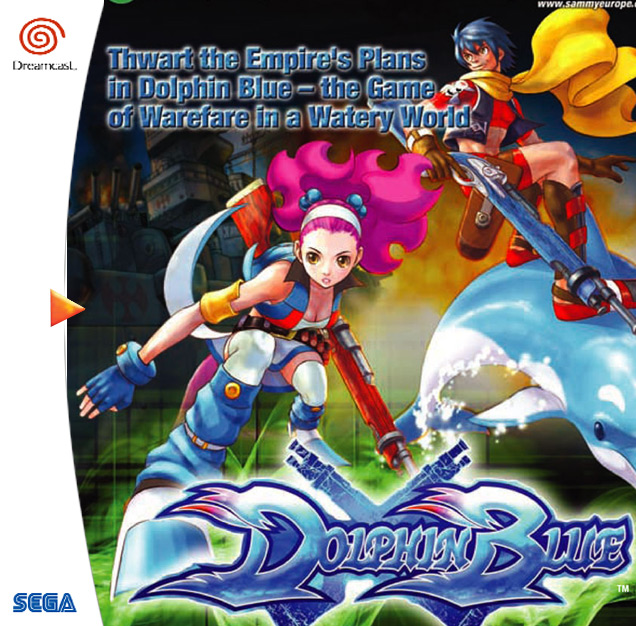 www.sammyeurope.c
Dreamcast.
Thwart the Empire's Plans
in Dolphin Blue – the Game
of Warefare in a Watery World
DOLPHIN BLUE
TM
SEGA